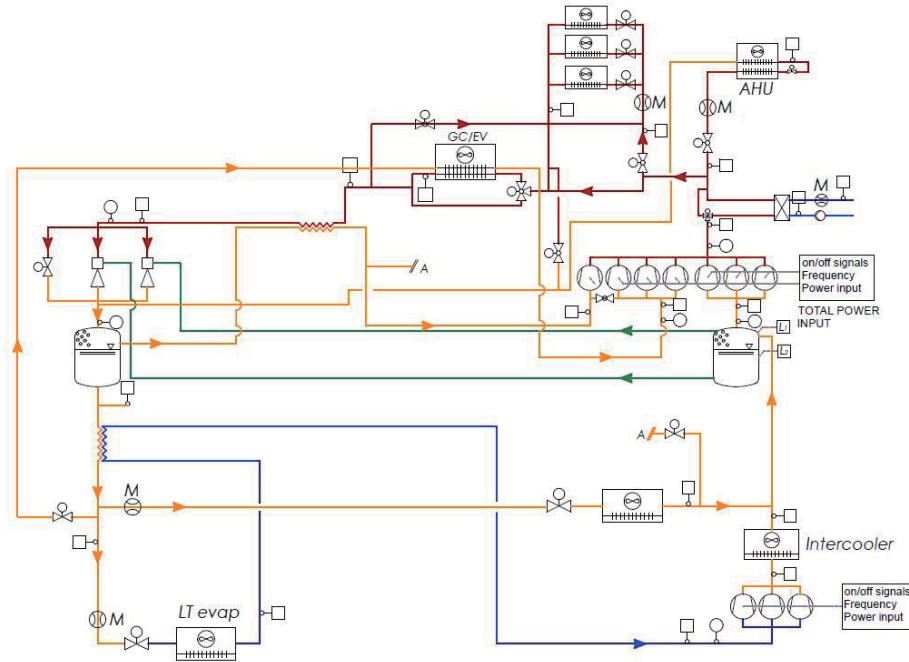 M
AHU
M
GC/EV
M
A
on/off signals
Frequency
Power input
TOTAL POWER
INPUT
L1
L2
A
M
Intercooler
M
LT evap
on/off signals
Frequency
Power input